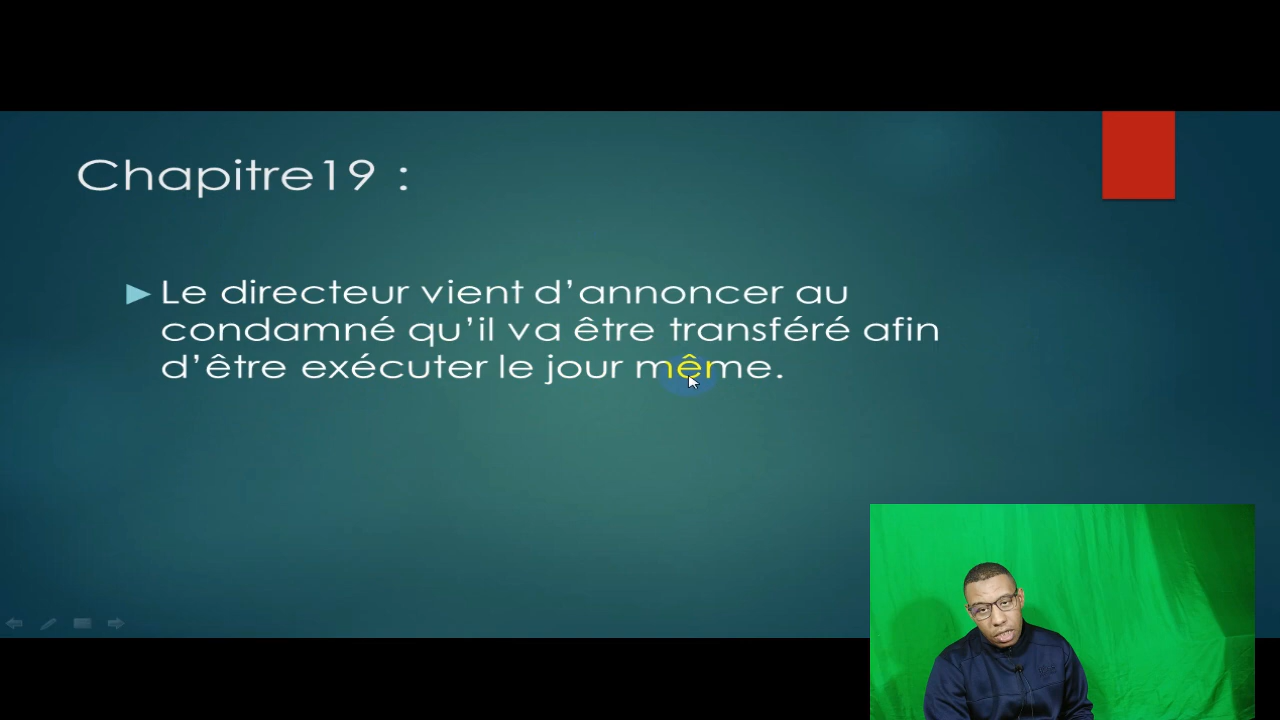 Chapitre19 :
Le directeur vient d’annoncer au
condamné qu’il va être transféré afin
d’être exécuter le jour même.